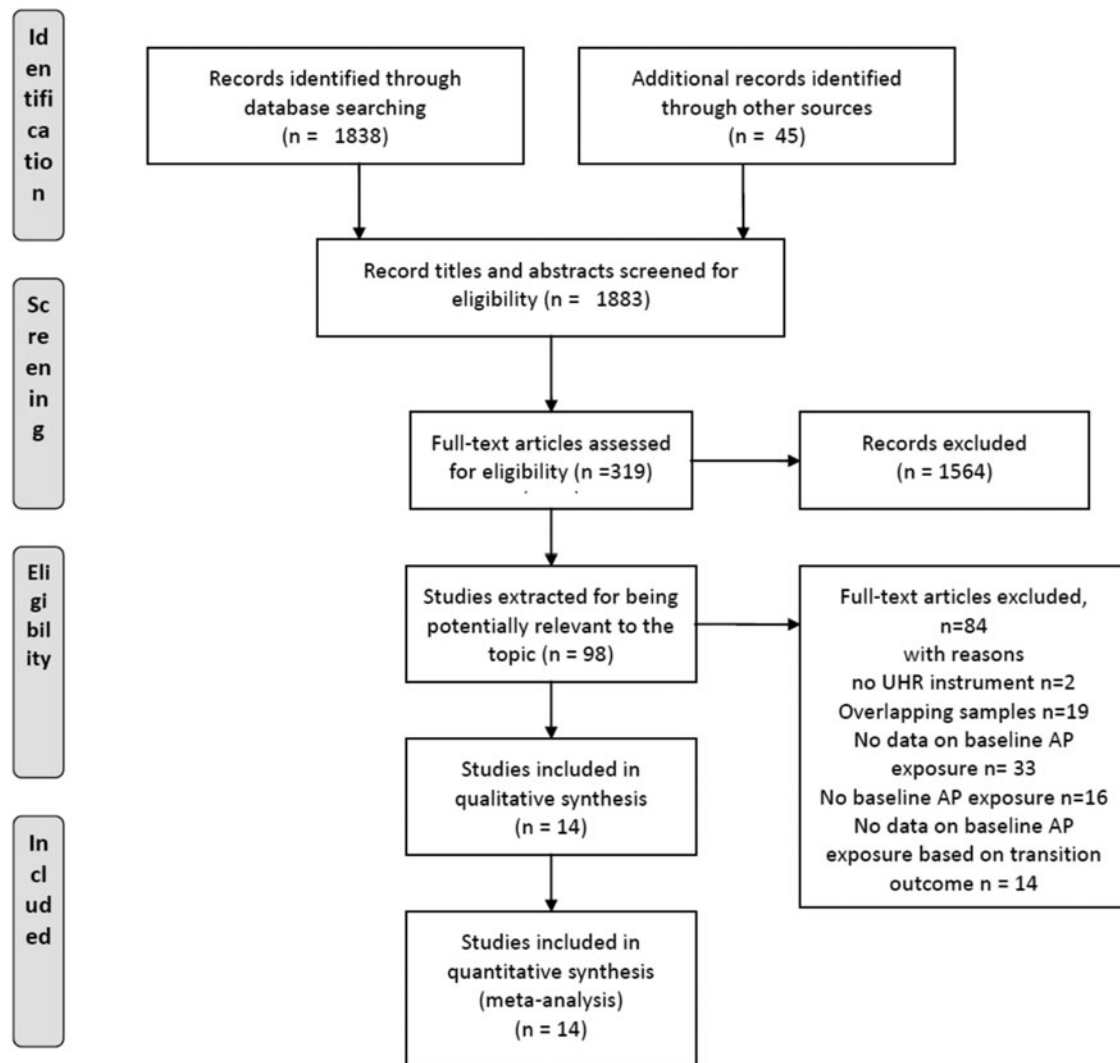 Id
en
tifi
ca
tio
n
Records identified through
database searching
(n = 1838)
Additional records identified
through other sources
(n = 45)
Record titles and abstracts screened for
eligibility (n = 1883)
Sc
re
en
in
g
Full-text articles assessed
for eligibility (n =319)
Records excluded
(n = 1564)
Eli
gi
bil
ity
Studies extracted for being
potentially relevant to the
topic (n = 98)
Full-text articles excluded,
n=84
with reasons
no UHR instrument n=2
Overlapping samples n=19
No data on baseline AP
exposure n= 33
No baseline AP exposure n=16
No data on baseline AP
exposure based on transition
outcome n = 14
Studies included in
qualitative synthesis
(n = 14)
In
cl
ud
ed
Studies included in
quantitative synthesis
(meta-analysis)
(n = 14)